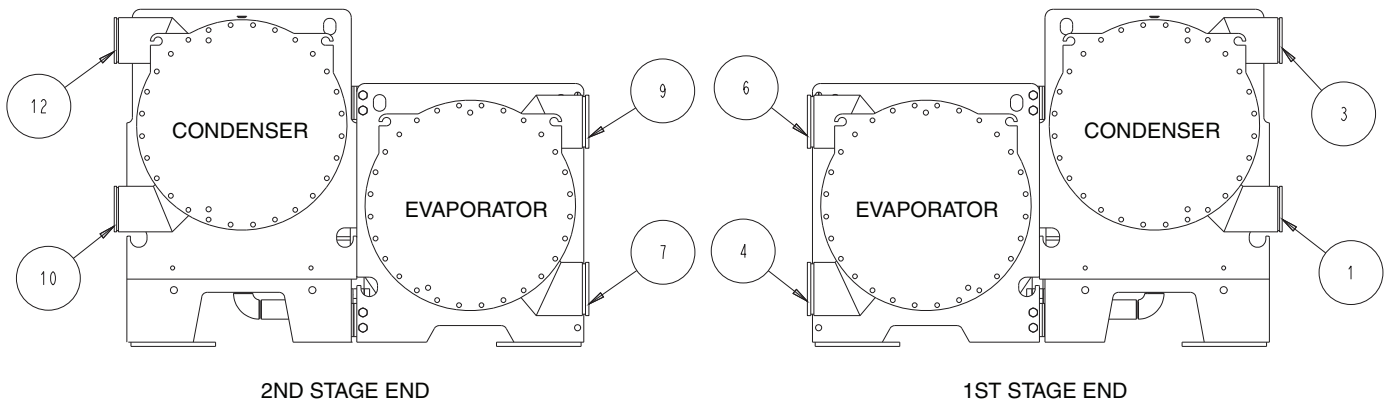 12
CONDENSER
10
9
EVAPORATOR
7
2ND STAGE END
6
EVAPORATOR
4
CONDENSER
3
1
1ST STAGE END